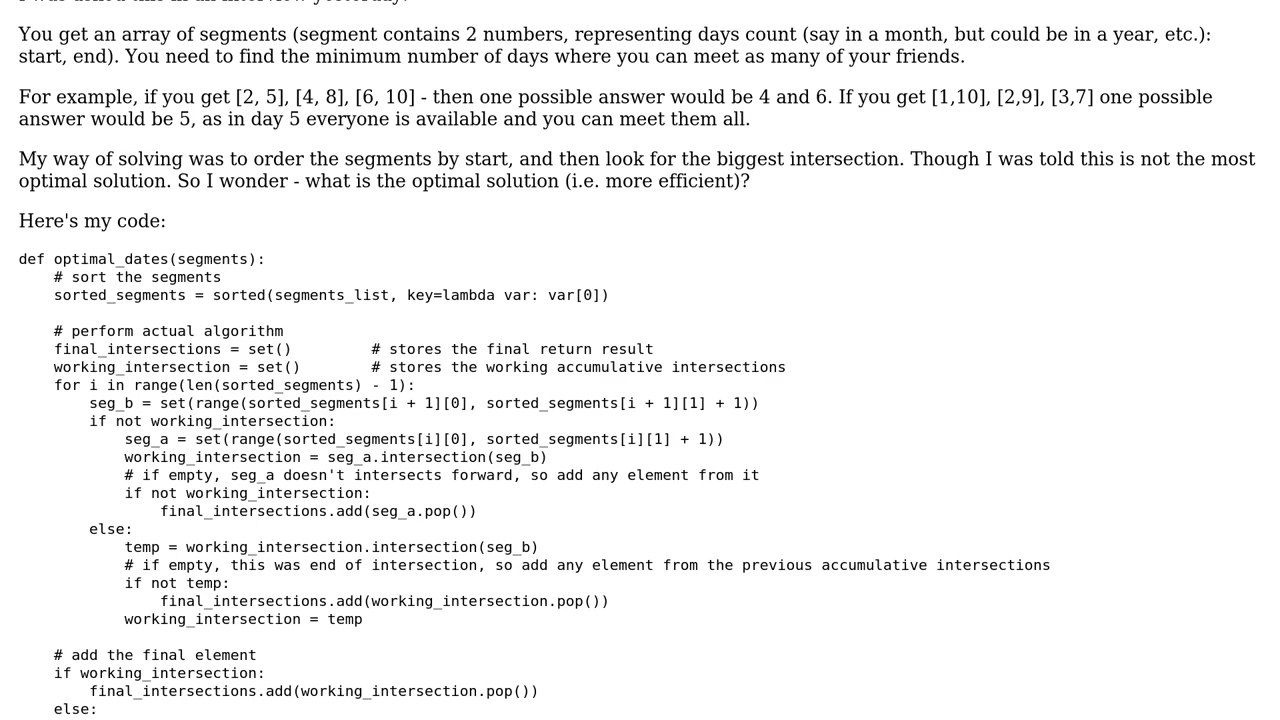 You get an array of segments (segment contains 2 numbers, representing days count (say in a month, but could be in a year, etc.):
start, end). You need to find the minimum number of days where you can meet as many of your friends.
For example, if you get [2, 5], [4, 8], [6, 10] - then one possible answer would be 4 and 6. If you get [1,10], [2,9], [3,7] one possible
answer would be 5, as in day 5 everyone is available and you can meet them all.
My way of solving was to order the segments by start, and then look for the biggest intersection. Though I was told this is not the most
optimal solution. So I wonder - what is the optimal solution (i.e. more efficient)?
Here's my code:
def optimal_dates(segments):
    # sort the segments
    sorted_segments = sorted(segments_list, key=lambda var: var[0])
    # perform actual algorithm
    final_intersections = set()         # stores the final return result
    working_intersection = set()        # stores the working accumulative intersections
    for i in range(len(sorted_segments) - 1):
        seg_b = set(range(sorted_segments[i + 1][0], sorted_segments[i + 1][1] + 1))
        if not working_intersection:
            seg_a = set(range(sorted_segments[i][0], sorted_segments[i][1] + 1))
            working_intersection = seg_a.intersection(seg_b)
            # if empty, seg_a doesn't intersects forward, so add any element from it
            if not working_intersection:
                final_intersections.add(seg_a.pop())
        else:
            temp = working_intersection.intersection(seg_b)
            # if empty, this was end of intersection, so add any element from the previous accumulative intersections
            if not temp:
                final_intersections.add(working_intersection.pop())
            working_intersection = temp
    # add the final element
    if working_intersection:
        final_intersections.add(working_intersection.pop())
    else: